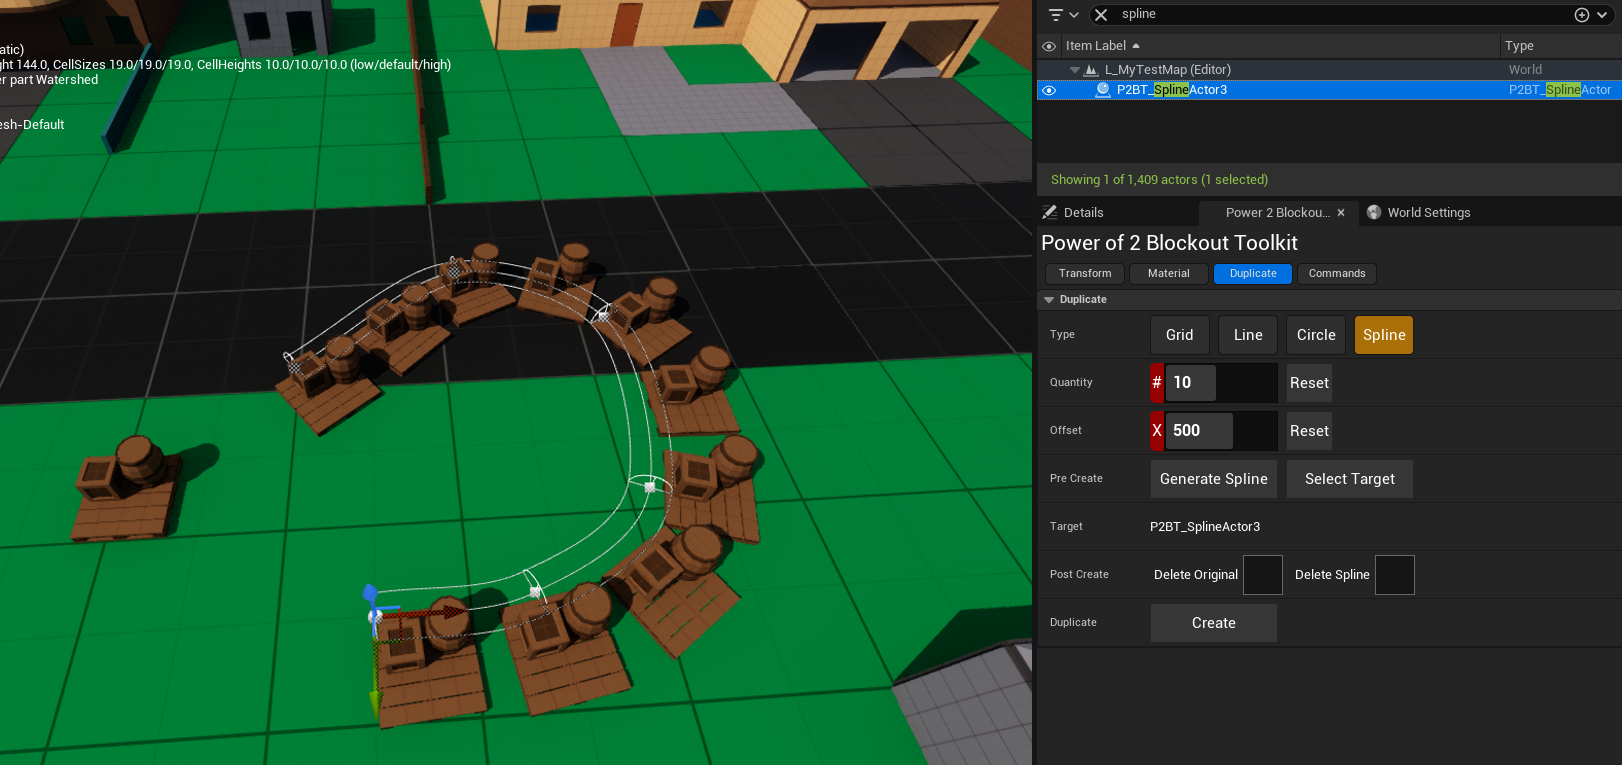 atic)
ght 144.0, CellSizes 19.0/19.0/19.0, CellHeights 10.0/10.0/10.0 (low/default/high)
er part Watershed
esh-Default
spline
Item Label Type
L_MyTestMap (Editor) World
P2BT_SplineActor3 P2BT_SplineActor
Showing 1 of 1,409 actors (1 selected)
Details Power 2 Blockou... World Settings
Power of 2 Blockout Toolkit
Transform Material Duplicate Commands
Duplicate
Type Grid Line Circle Spline
Quantity # 10 Reset
Offset X 500 Reset
Pre Create Generate Spline Select Target
Target P2BT_SplineActor3
Post Create Delete Original Delete Spline
Duplicate Create